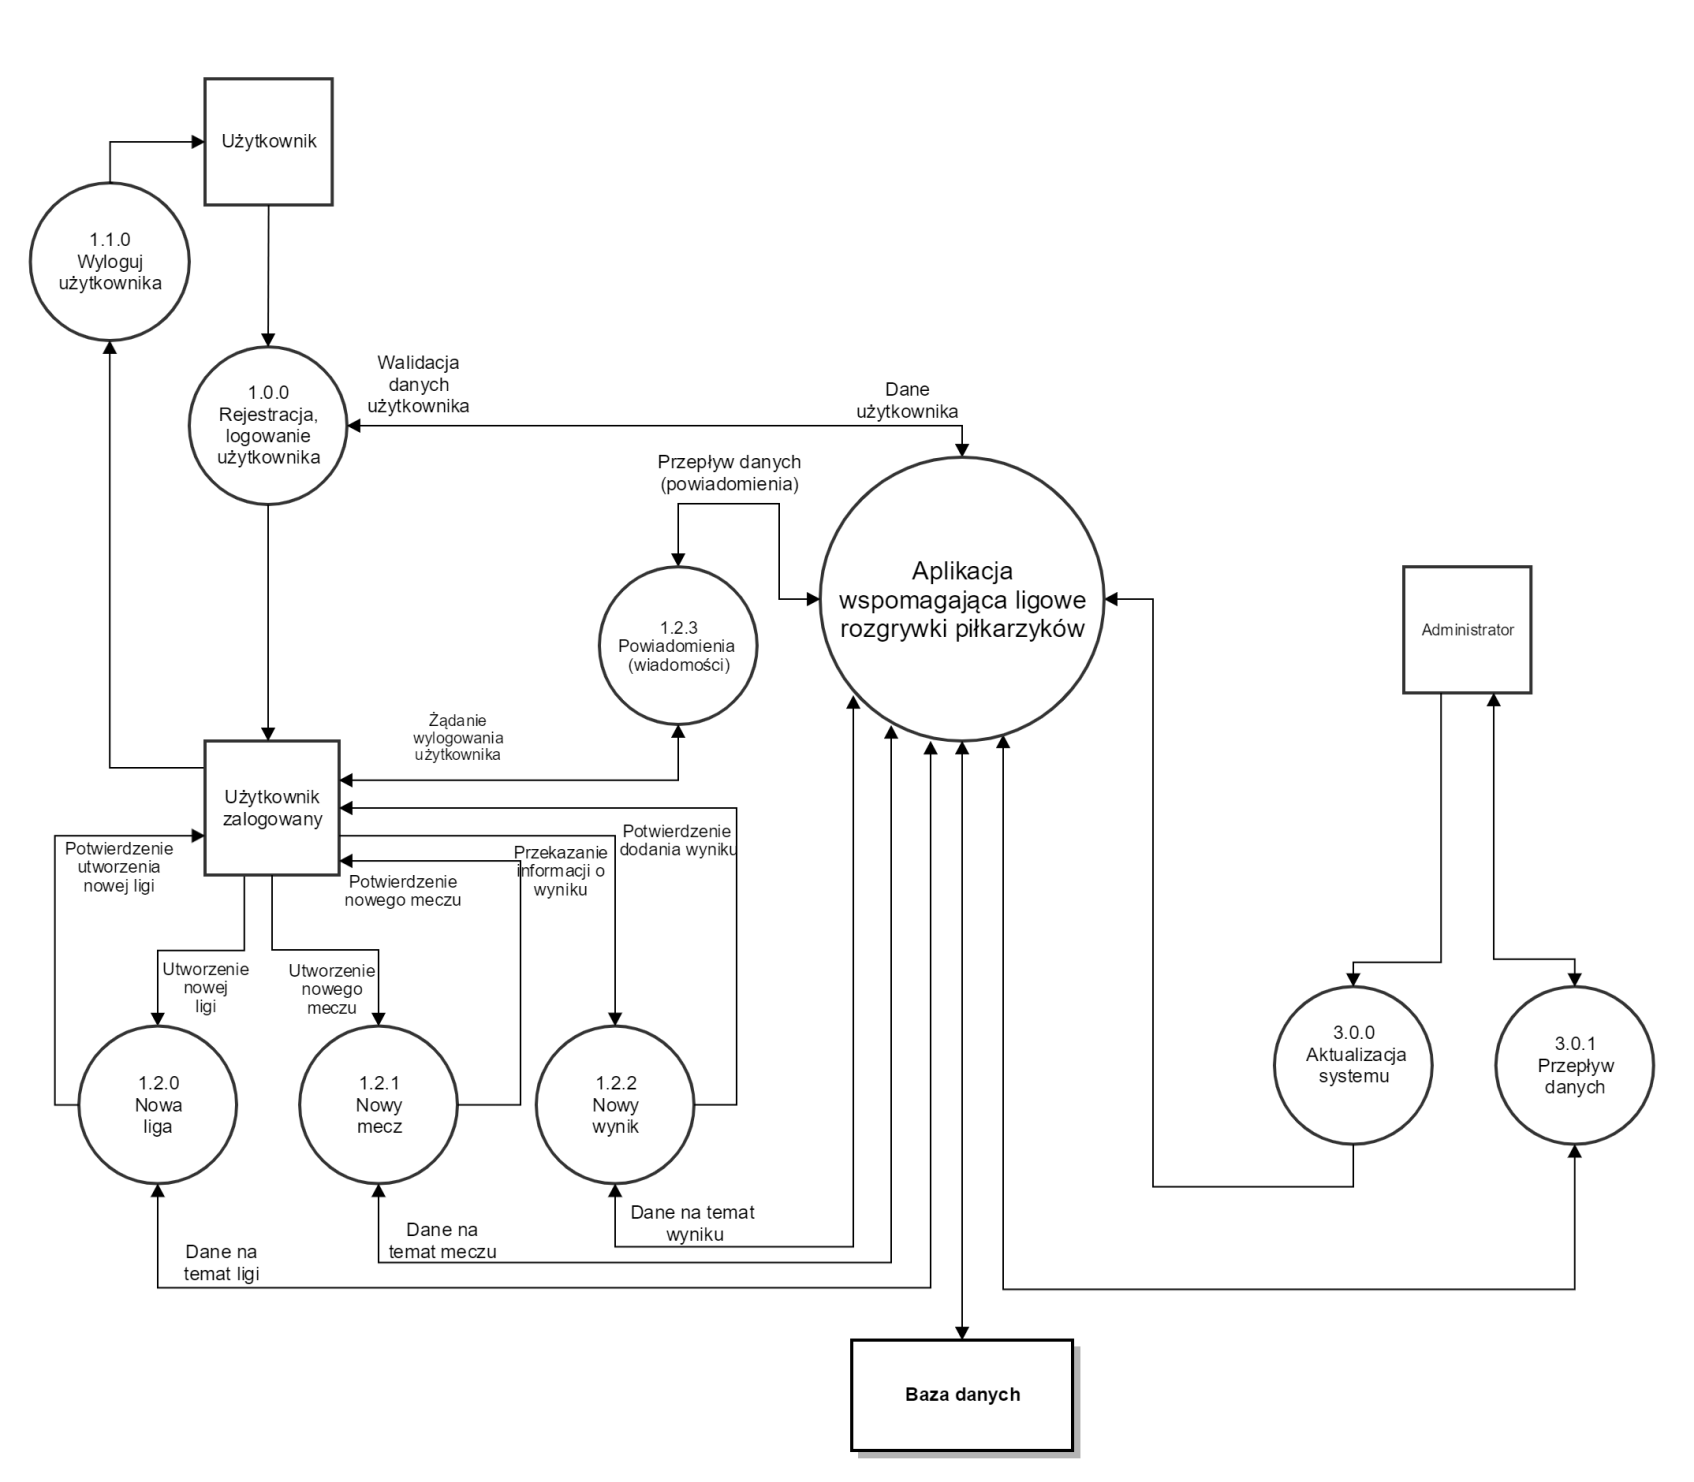 Użytkownik
1.1.0
Wyloguj
użytkownika
1.0.0
Rejestracja,
logowanie
użytkownika
Walidacja
danych
użytkownika
Dane
użytkownika
Przepływ danych
(powiadomienia)
Aplikacja
wspomagająca ligowe
rozgrywki piłkarzyków
1.2.3
Powiadomienia
(wiadomości)
Administrator
Żądanie
wylogowania
użytkownika
Użytkownik
zalogowany
Potwierdzenie
utworzenia
nowej ligi
Potwierdzenie
nowego meczu
Przekazanie
informacji o
wyniku
Potwierdzenie
dodania wyniku
Utworzenie
nowej
ligi
Utworzenie
nowego
meczu
1.2.0
Nowa
liga
1.2.1
Nowy
mecz
1.2.2
Nowy
wynik
3.0.0
Aktualizacja
systemu
3.0.1
Przepływ
danych
Dane na
temat ligi
Dane na
temat meczu
Dane na temat
wyniku
Baza danych